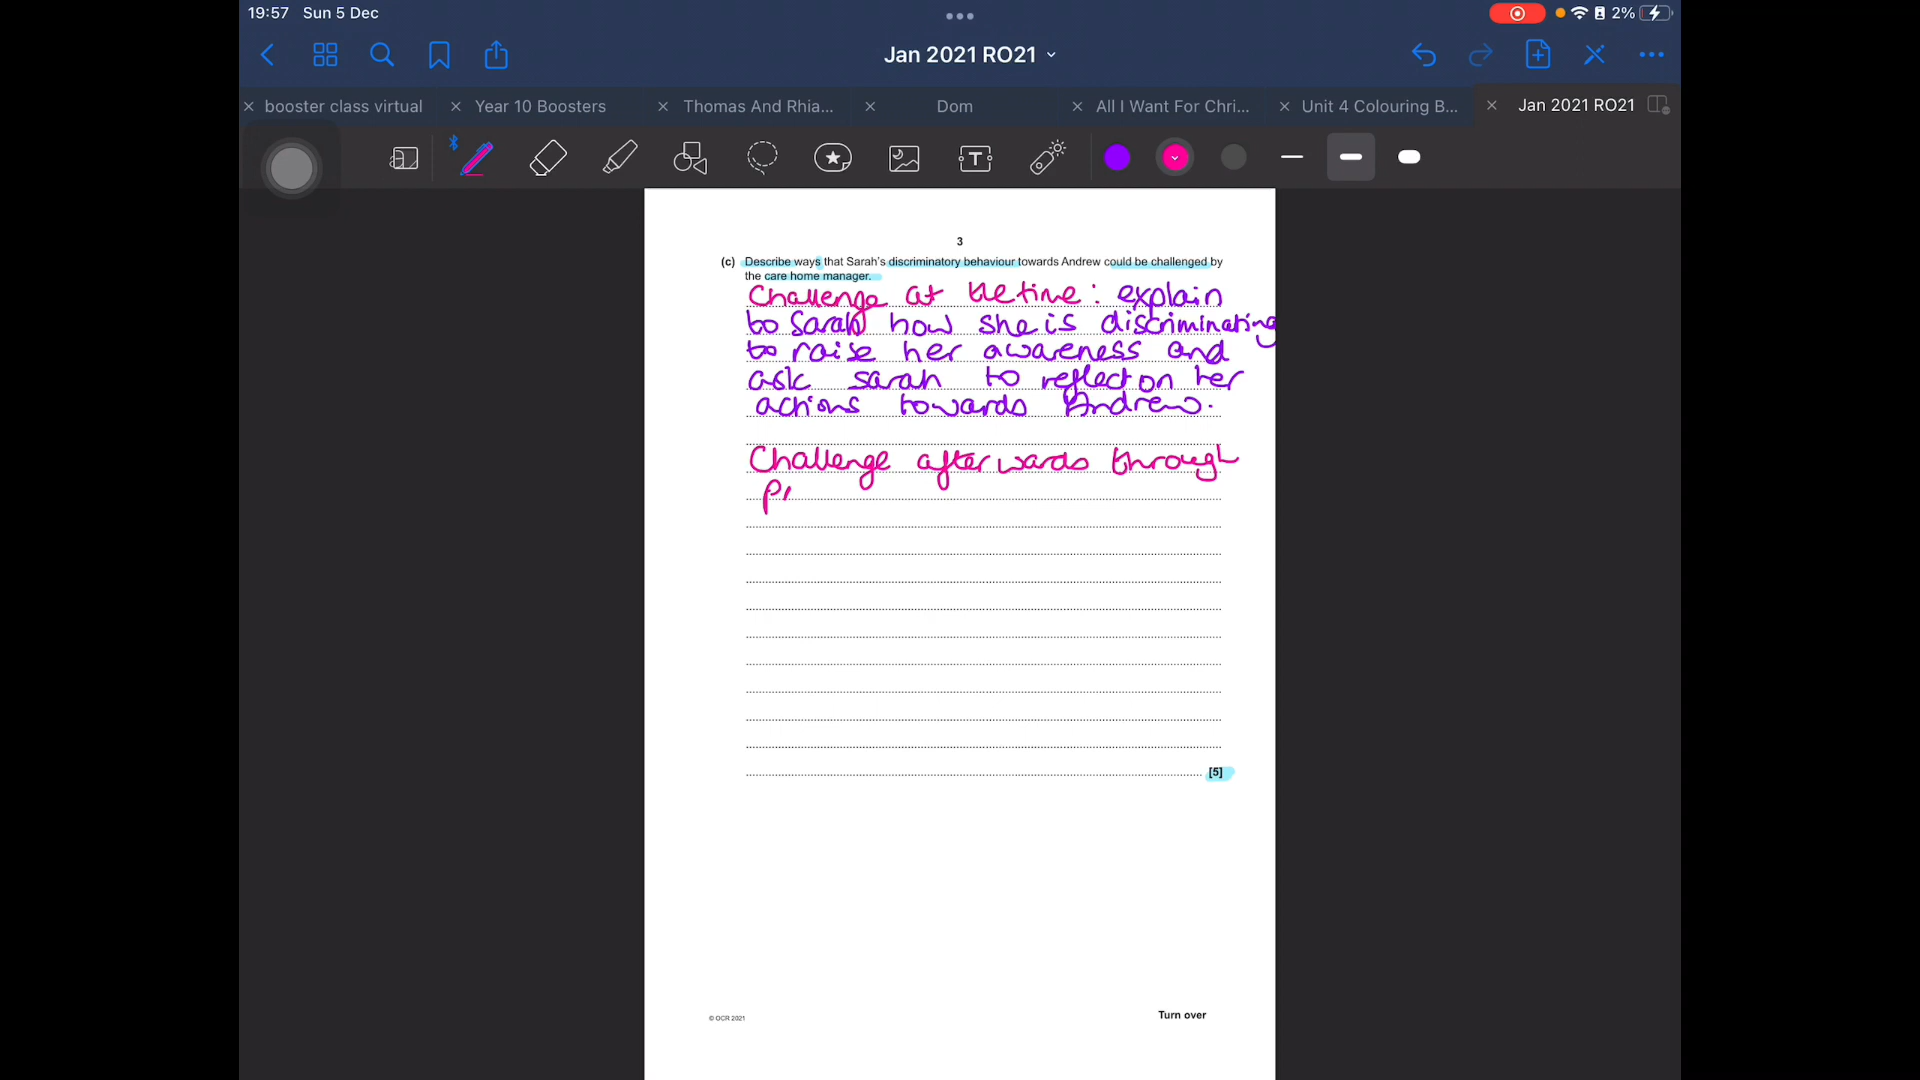 19:57 Sun 5 Dec
2%
Jan 2021 RO21
booster class virtual
Year 10 Boosters
Thomas And Rhia...
Dom
All I Want For Chri...
Unit 4 Colouring B...
Jan 2021 RO21
T
3
(c) Describe ways that Sarah's discriminatory behaviour towards Andrew could be challenged by
the care home manager.
Challenge at the time: explain
to Sarah how she is discriminating
to raise her awareness and
ask sarah to reflect on her
actions towards Andrew.
Challenge afterwards through
[5]
© OCR 2021
Turn over